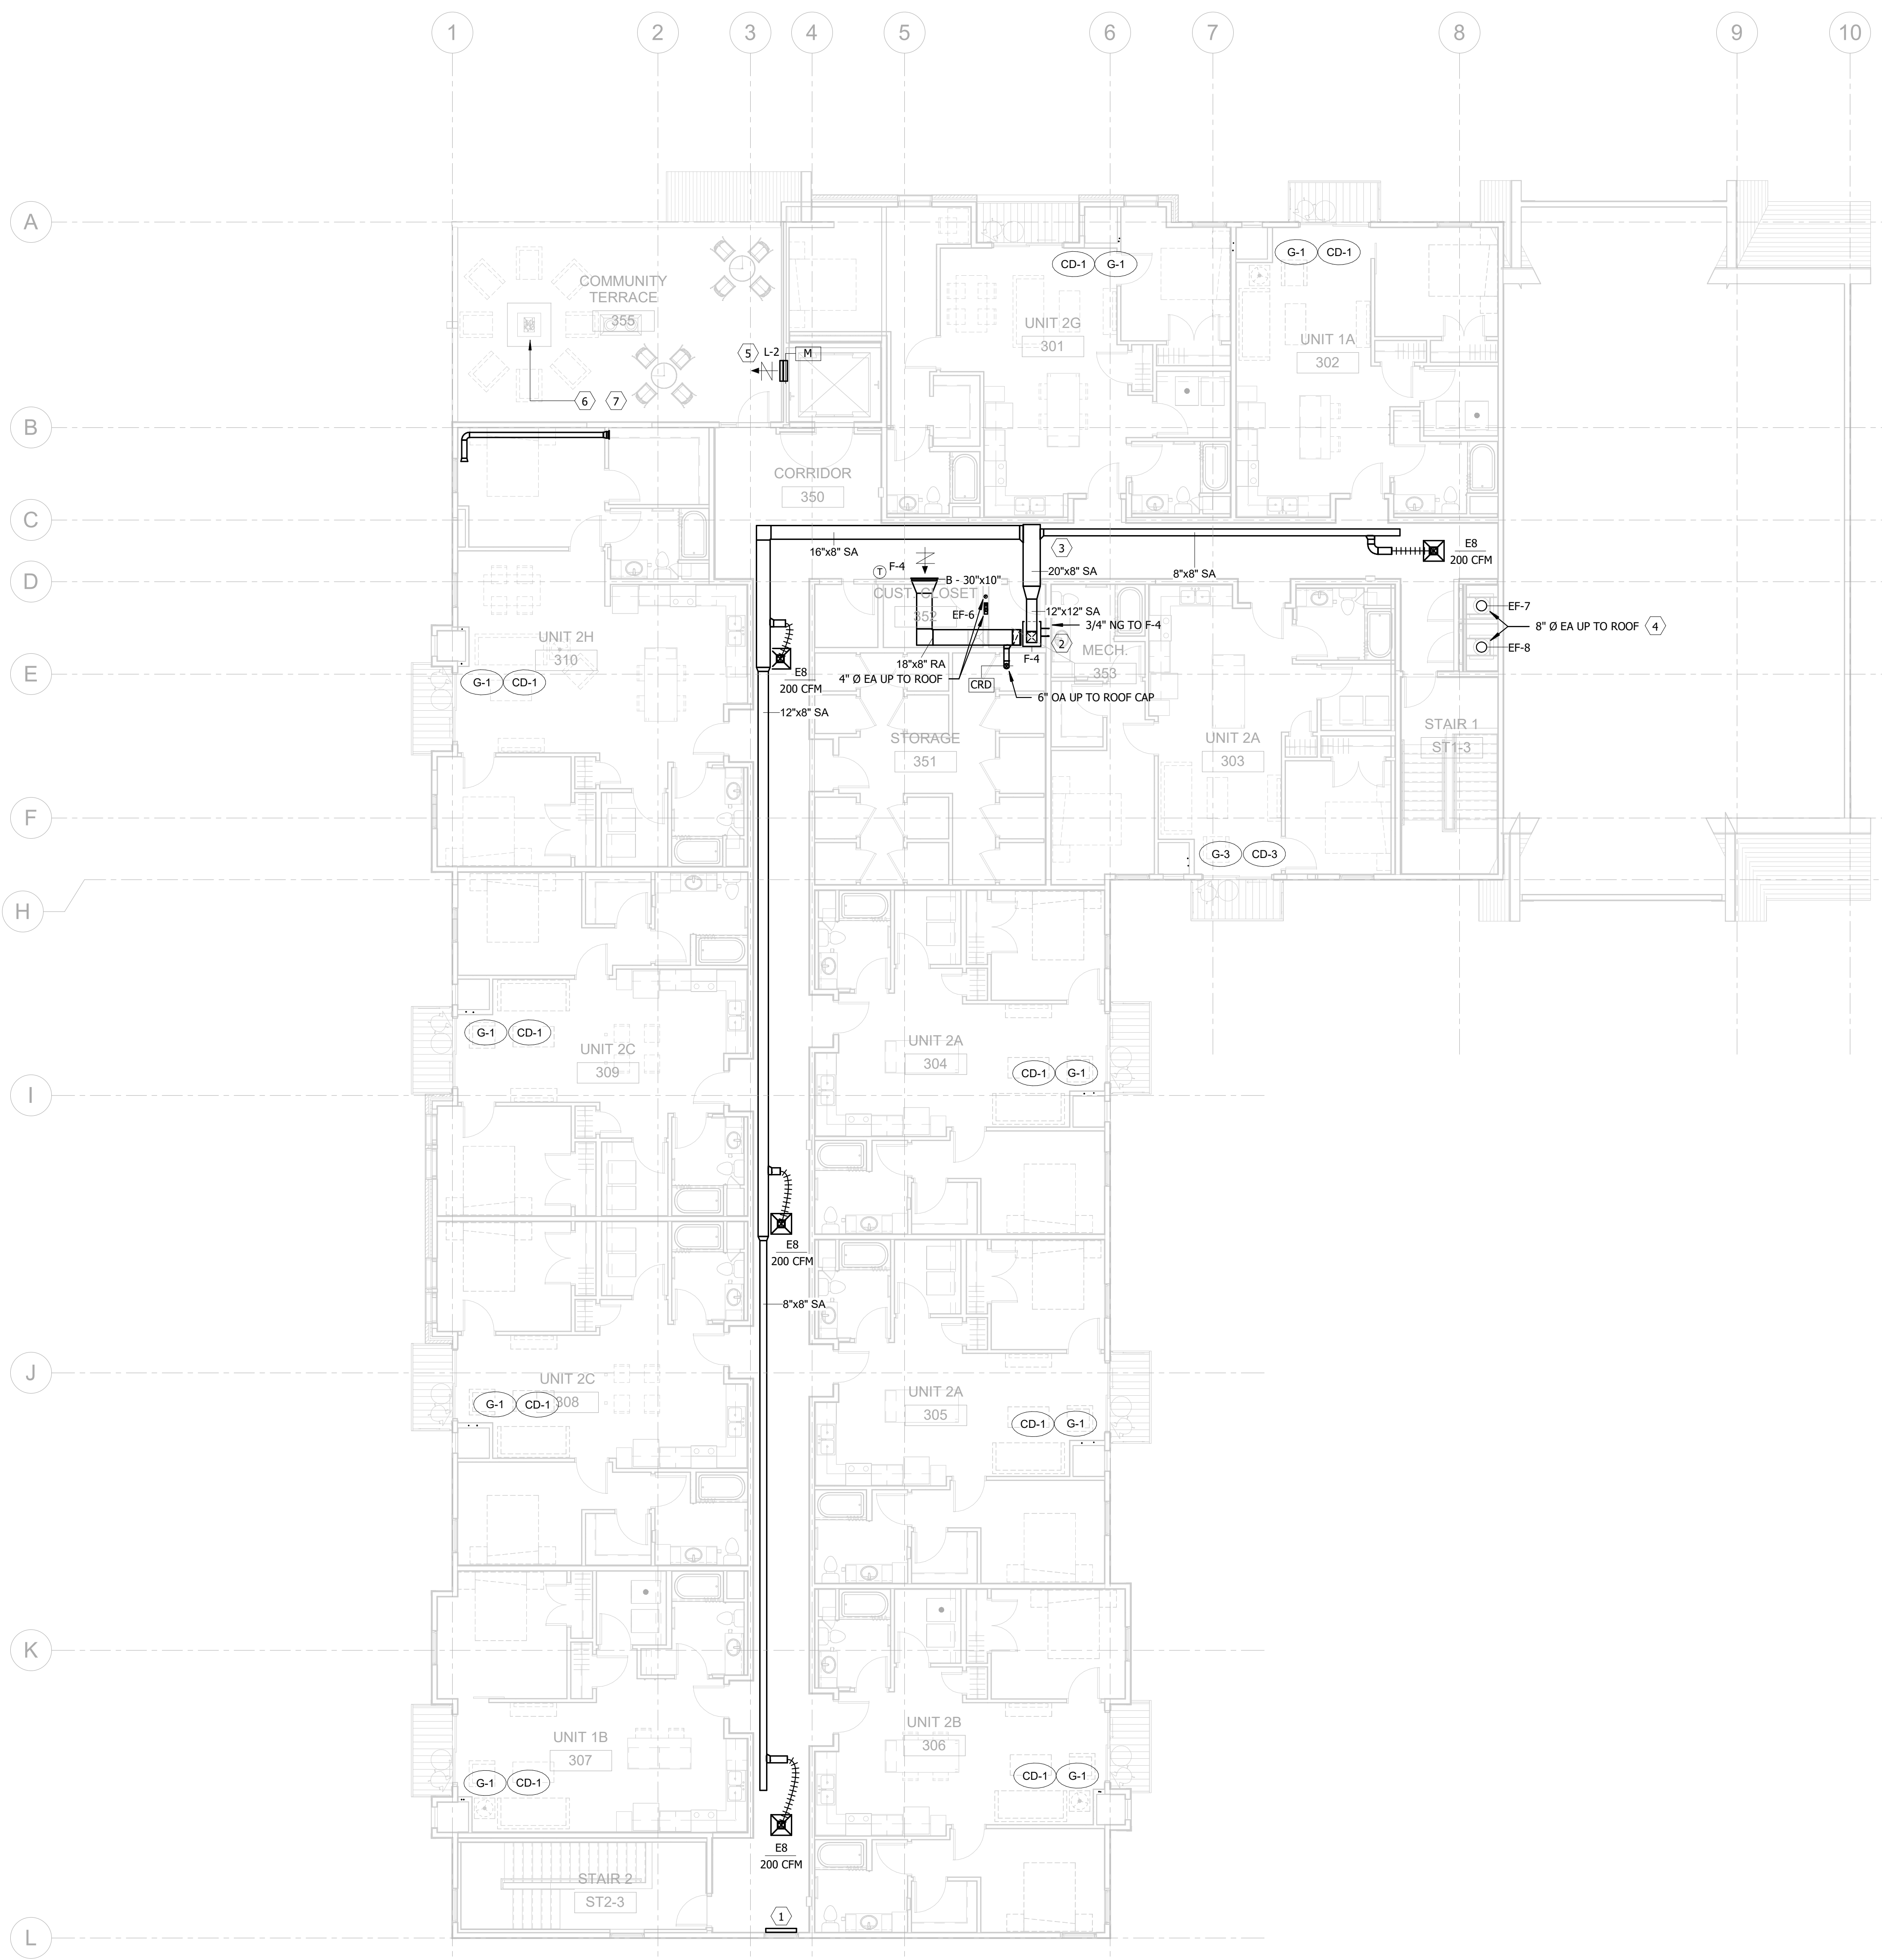 1
2
3
4
5
6
7
8
9
10
A
B
C
D
E
F
H
I
J
K
L
COMMUNITY
TERRACE
355
5
L-2
M
6
7
CD-1
G-1
UNIT 2G
301
G-1
CD-1
UNIT 1A
302
CORRIDOR
350
16"x8" SA
3
20"x8" SA
8"x8" SA
E8
200 CFM
T
F-4
B - 30"x10"
CUST. CLOSET
352
EF-6
12"x12" SA
3/4" NG TO F-4
2
F-4
MECH.
353
18"x8" RA
4" Ø EA UP TO ROOF
CRD
6" OA UP TO ROOF CAP
EF-7
8" Ø EA UP TO ROOF
4
EF-8
UNIT 2H
310
G-1
CD-1
E8
200 CFM
12"x8" SA
STORAGE
351
UNIT 2A
303
STAIR 1
ST1-3
G-3
CD-3
G-1
CD-1
UNIT 2C
309
UNIT 2A
304
CD-1
G-1
E8
200 CFM
8"x8" SA
UNIT 2C
308
G-1
CD-1
UNIT 2A
305
CD-1
G-1
UNIT 1B
307
G-1
CD-1
UNIT 2B
306
CD-1
G-1
E8
200 CFM
STAIR 2
ST2-3
1